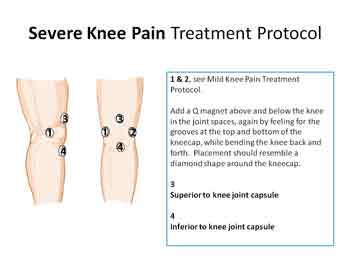 Severe Knee Pain Treatment Protocol
1 & 2, see Mild Knee Pain Treatment
Protocol.
Add a Q magnet above and below the knee
in the joint spaces, again by feeling for the
grooves at the top and bottom of the
kneecap, while bending the knee back and
forth.  Placement should resemble a
diamond shape around the kneecap.
3
Superior to knee joint capsule
4
Inferior to knee joint capsule
3
1
4
3
1 2
4